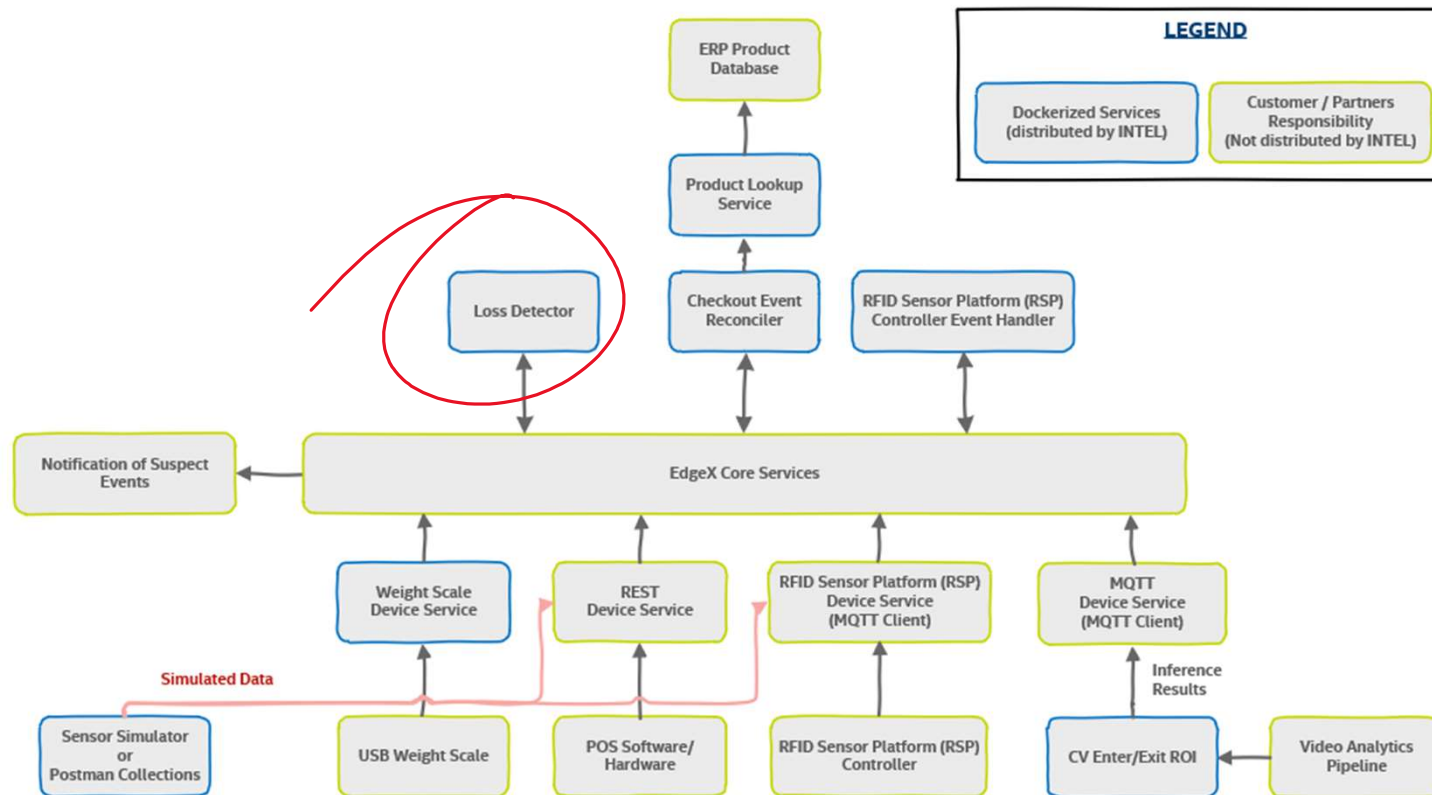 LEGEND
Dockerized Services
(distributed by INTEL)
Customer / Partners
Responsibility
(Not distributed by INTEL)
ERP Product
Database
Product Lookup
Service
Loss Detector
Checkout Event
Reconciler
RFID Sensor Platform (RSP)
Controller Event Handler
Notification of Suspect
Events
EdgeX Core Services
Weight Scale
Device Service
REST
Device Service
RFID Sensor Platform (RSP)
Device Service
(MQTT Client)
MQTT
Device Service
(MQTT Client)
Simulated Data
Inference
Results
Sensor Simulator
or
Postman Collections
USB Weight Scale
POS Software/
Hardware
RFID Sensor Platform (RSP)
Controller
CV Enter/Exit ROI
Video Analytics
Pipeline